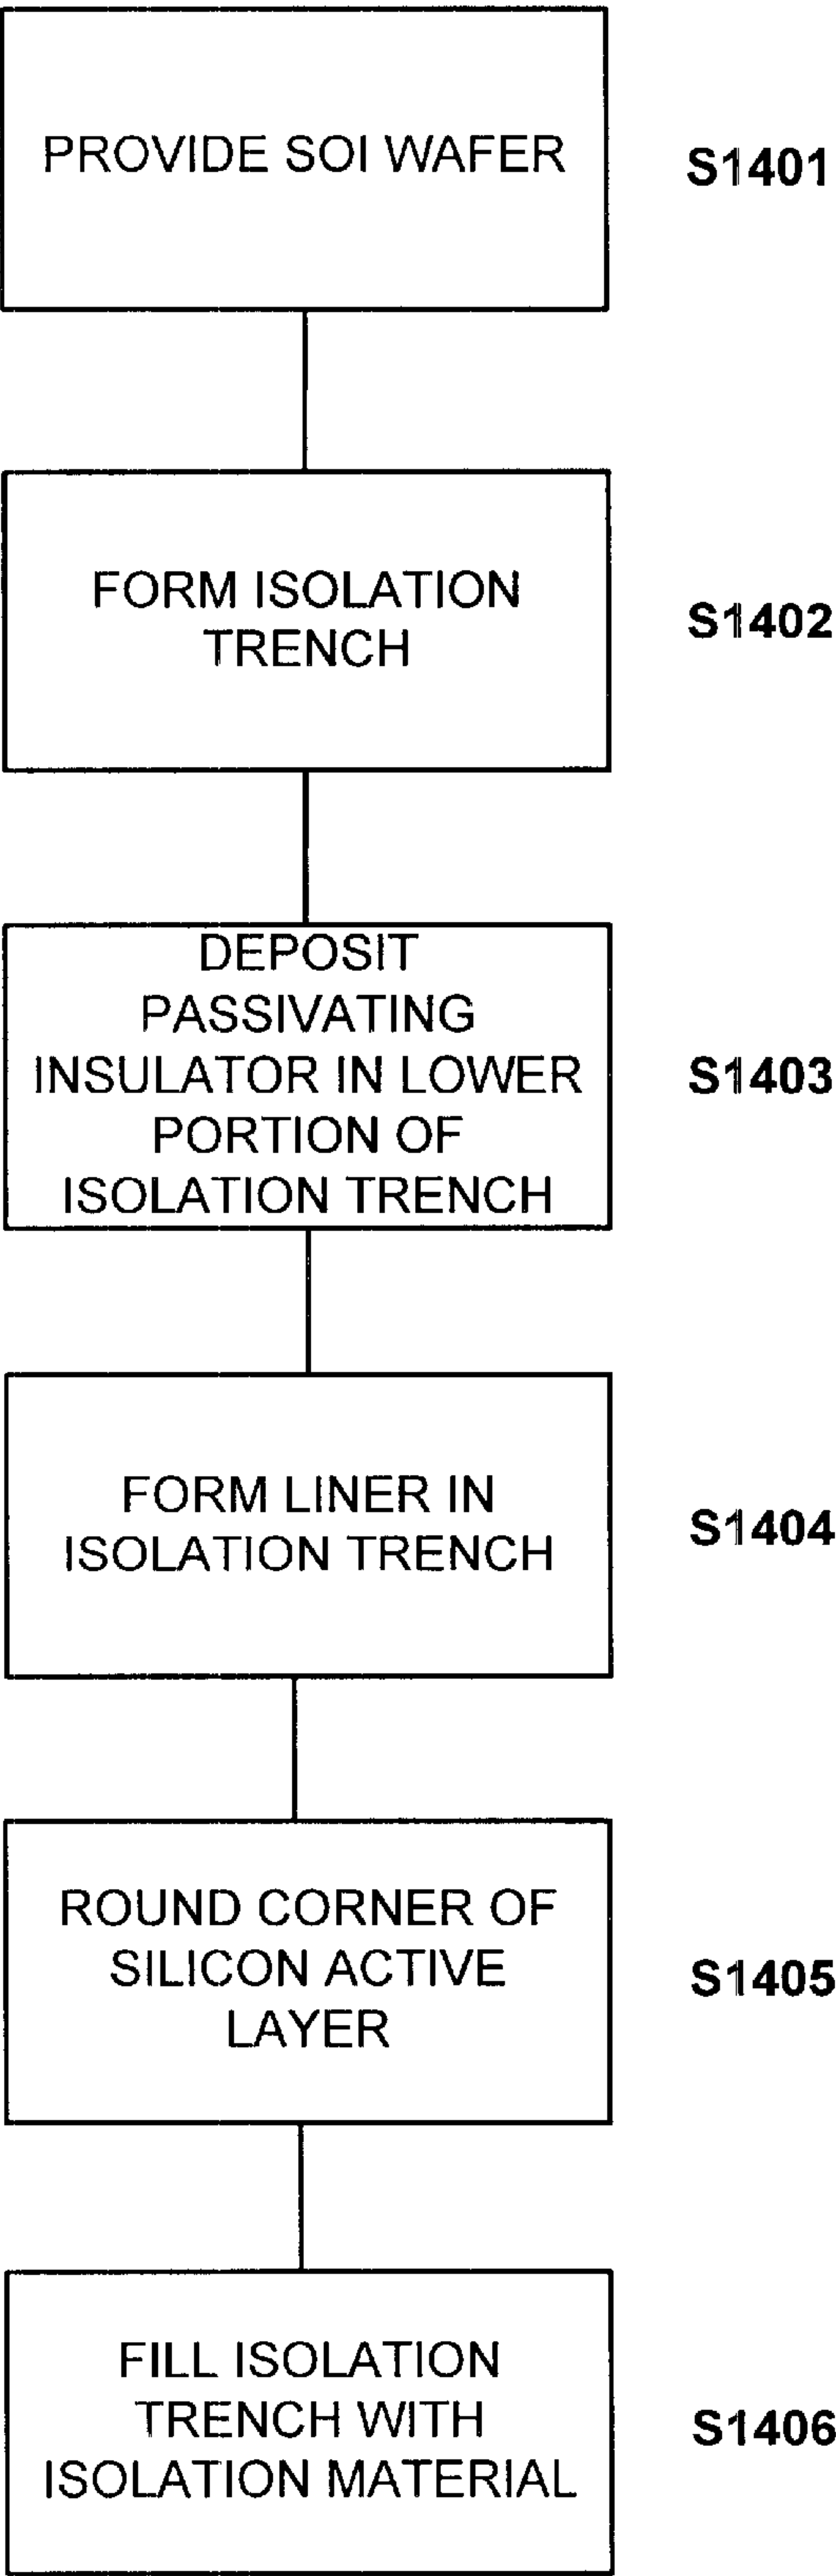 PROVIDE SOI WAFER
S1401
FORM ISOLATION
TRENCH
S1402
DEPOSIT
PASSIVATING
INSULATOR IN LOWER
PORTION OF
ISOLATION TRENCH
S1403
FORM LINER IN
ISOLATION TRENCH
S1404
ROUND CORNER OF
SILICON ACTIVE
LAYER
S1405
FILL ISOLATION
TRENCH WITH
ISOLATION MATERIAL
S1406